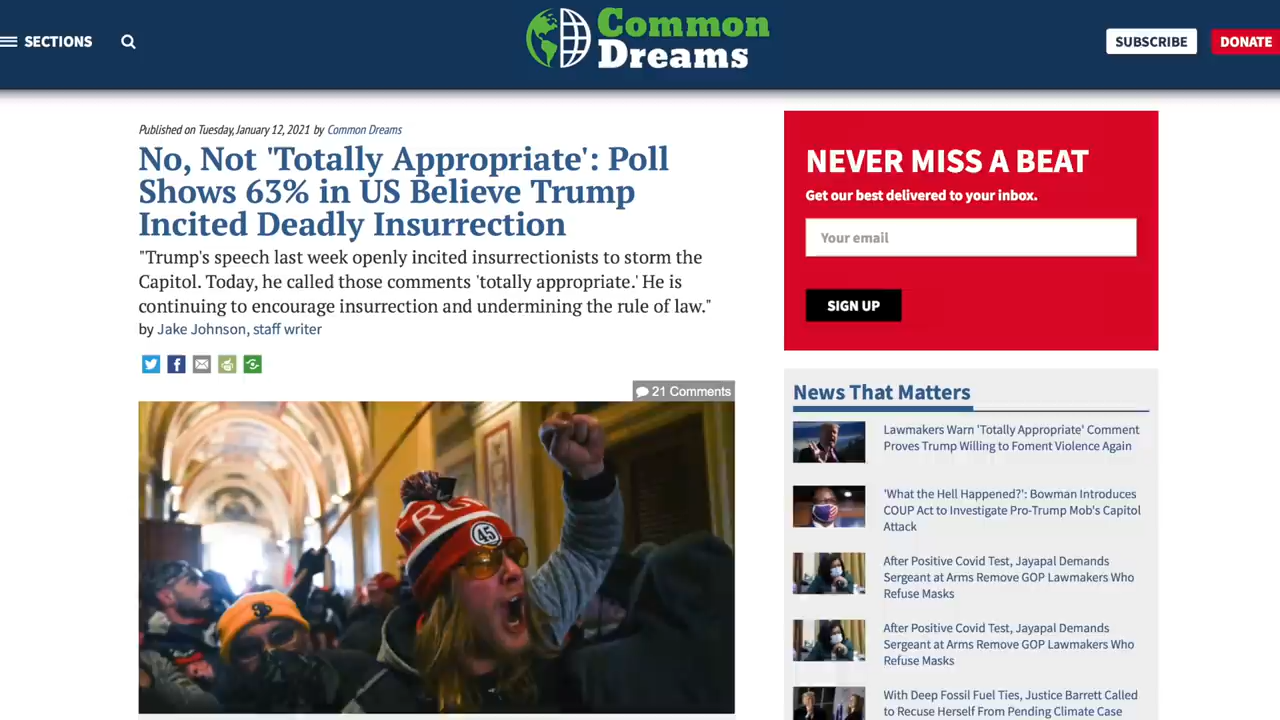 SECTIONS
Common
Dreams
SUBSCRIBE
DONATE
Published on Tuesday, January 12, 2021 by Common Dreams
No, Not 'Totally Appropriate': Poll
Shows 63% in US Believe Trump
Incited Deadly Insurrection
"Trump's speech last week openly incited insurrectionists to storm the
Capitol. Today, he called those comments 'totally appropriate.' He is
continuing to encourage insurrection and undermining the rule of law."
by Jake Johnson, staff writer
21 Comments
45
NEVER MISS A BEAT
Get our best delivered to your inbox.
Your email
SIGN UP
News That Matters
Lawmakers Warn 'Totally Appropriate' Comment
Proves Trump Willing to Foment Violence Again
'What the Hell Happened?': Bowman Introduces
COUP Act to Investigate Pro-Trump Mob's Capitol
Attack
After Positive Covid Test, Jayapal Demands
Sergeant at Arms Remove GOP Lawmakers Who
Refuse Masks
After Positive Covid Test, Jayapal Demands
Sergeant at Arms Remove GOP Lawmakers Who
Refuse Masks
With Deep Fossil Fuel Ties, Justice Barrett Called
to Recuse Herself From Pending Climate Case